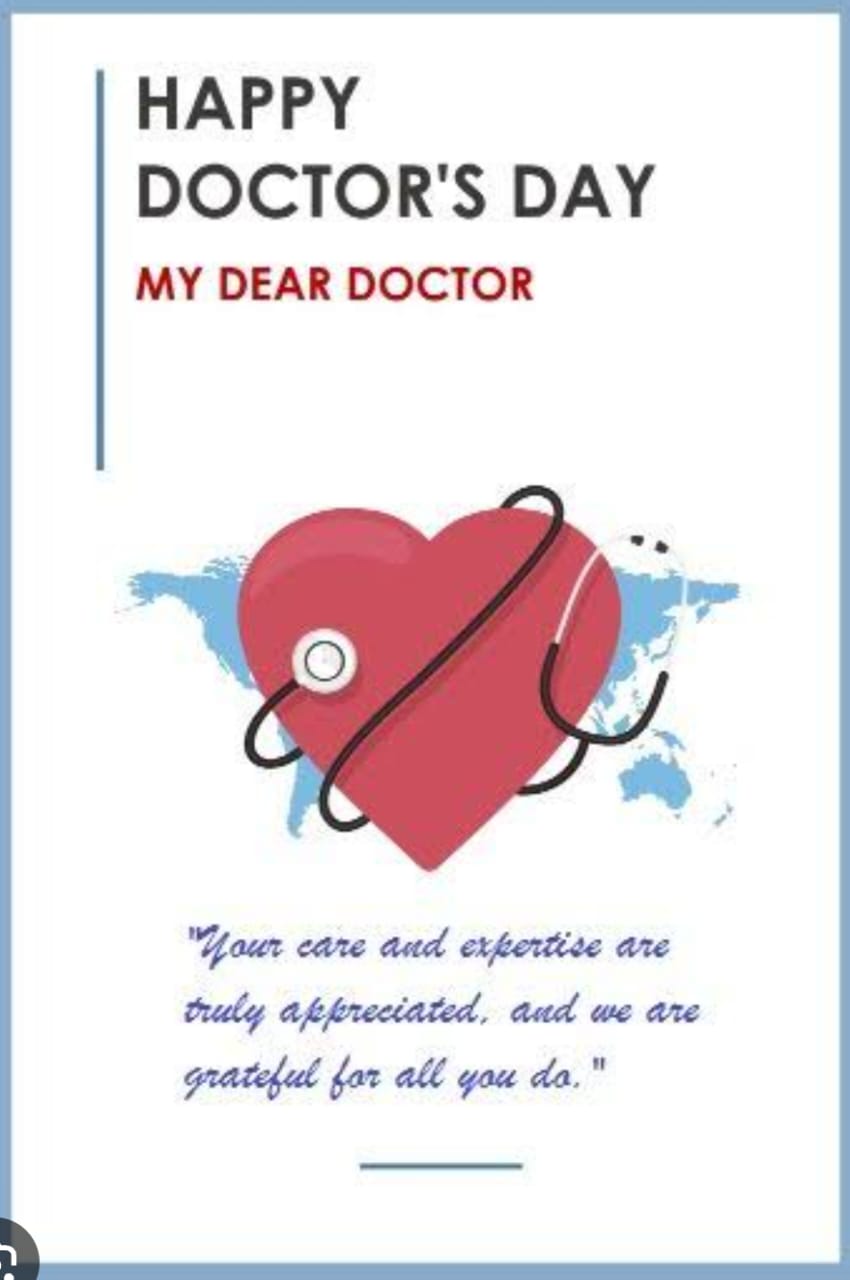 HAPPY
DOCTOR'S DAY
MY DEAR DOCTOR
"Your care and expertise are
truly appreciated, and we are
grateful for all you do."